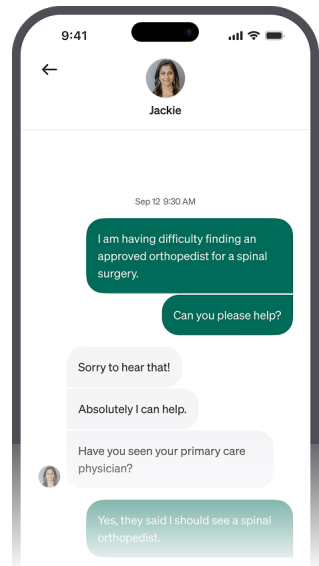 9:41
Jackie
Sep 12 9:30 AM
I am having difficulty finding an
approved orthopedist for a spinal
surgery.
Can you please help?
Sorry to hear that!
Absolutely I can help.
Have you seen your primary care
physician?
Yes, they said I should see a spinal
orthopedist.